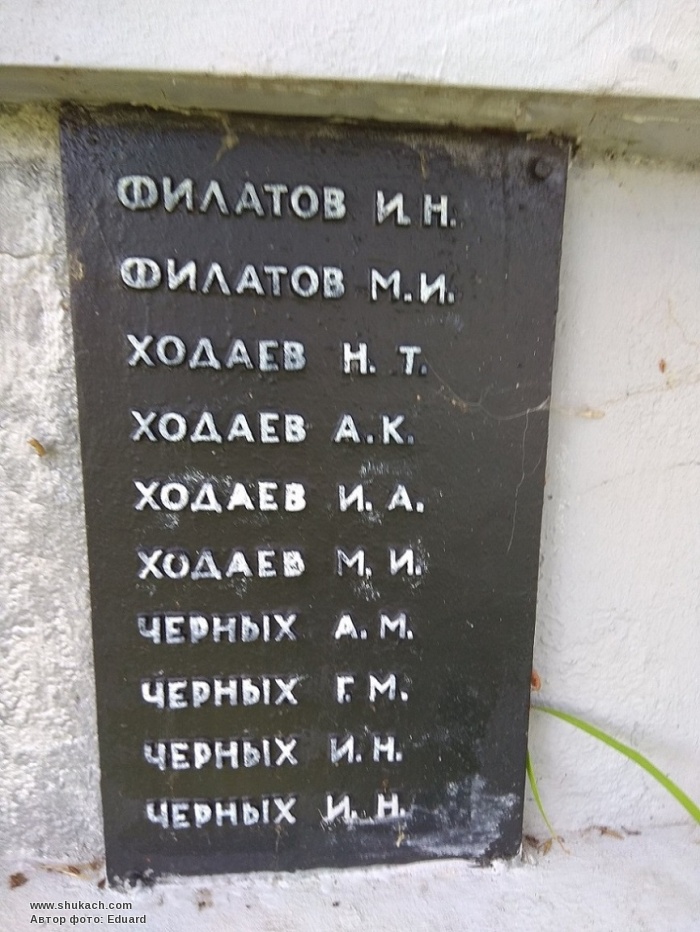 ФИЛАТОВ И.Н.
ФИЛАТОВ М.И.
ХОДАЕВ Н. Т.
ХОДАЕВ А.К.
ХОДАЕВ И. А.
ХОДАЕВ М. И.
ЧЕРНЫХ А. М.
ЧЕРНЫХ Г. М.
ЧЕРНЫХ И. Н.
ЧЕРНЫХ И. Н.
www.shukach.com
Автор фото: Eduard